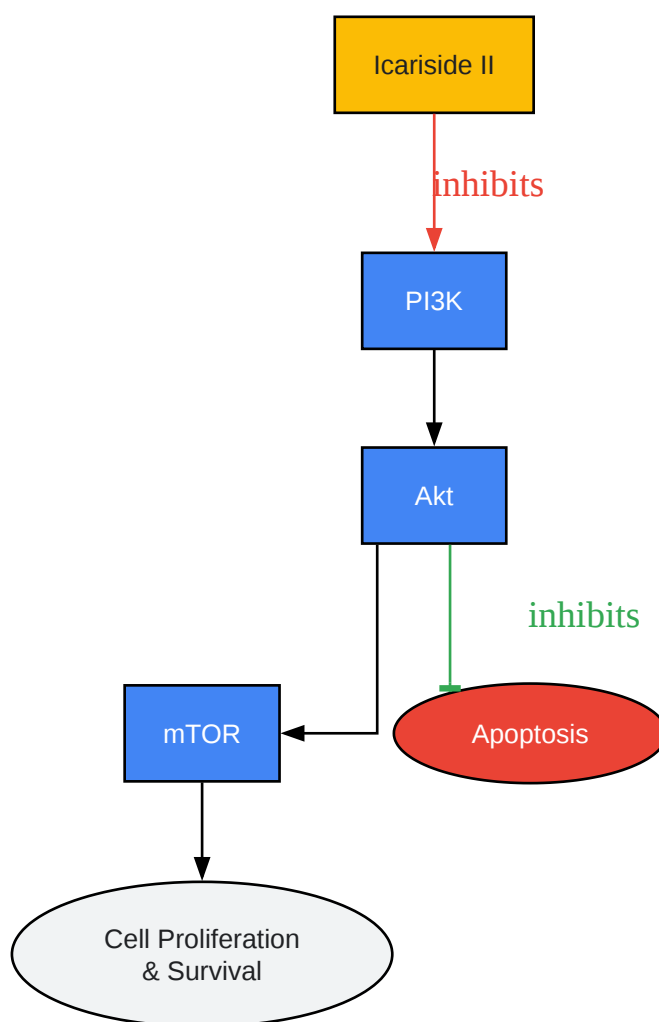 Icariside II
inhibits
PI3K
Akt
inhibits
mTOR
Apoptosis
Cell Proliferation
& Survival